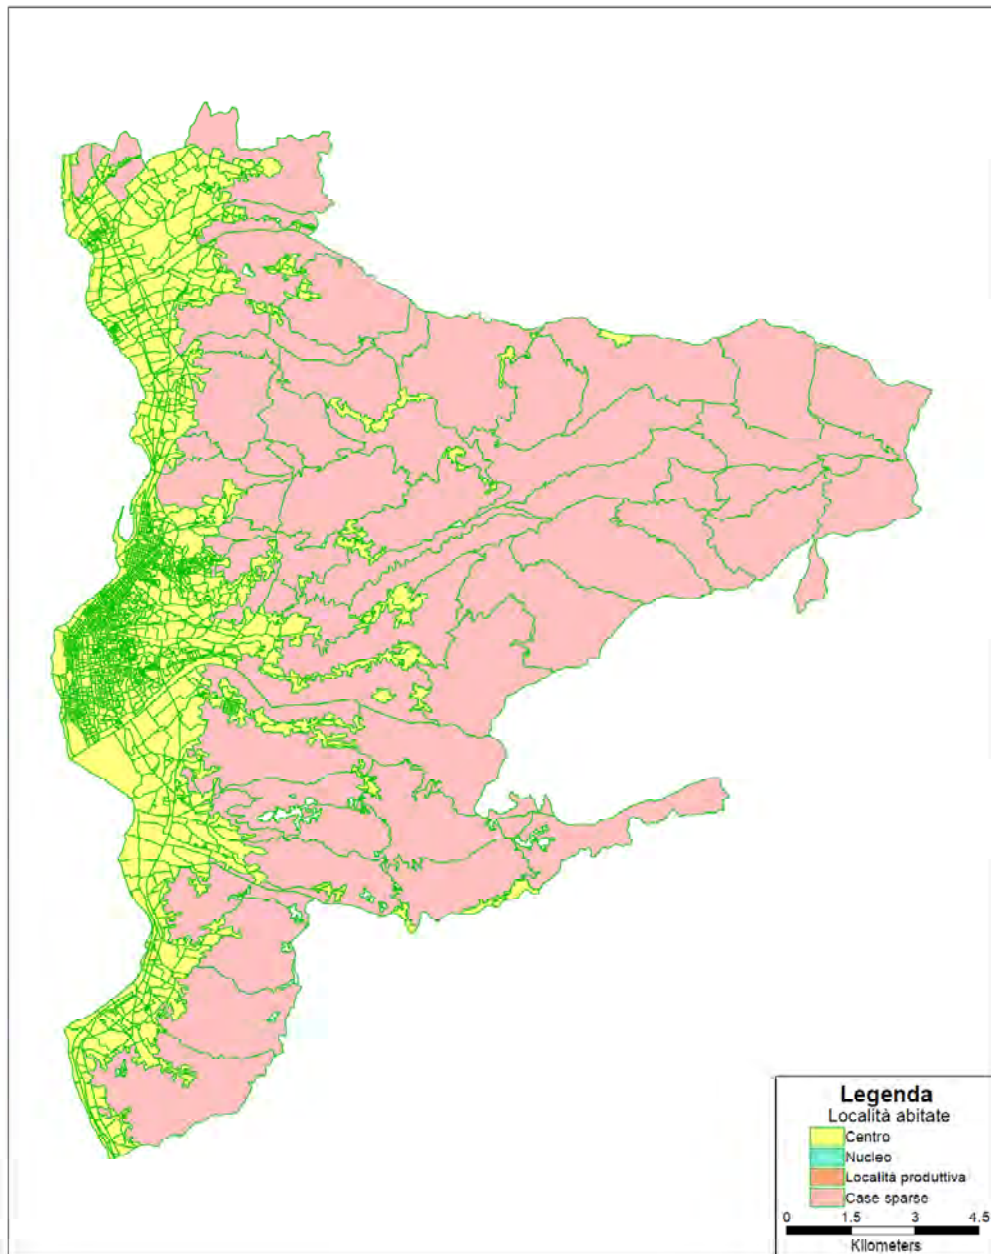 Legenda
Località abitate
Centro
Nucleo
Località produttiva
Case sparse
0 1.5 3 4.5
Kilometers